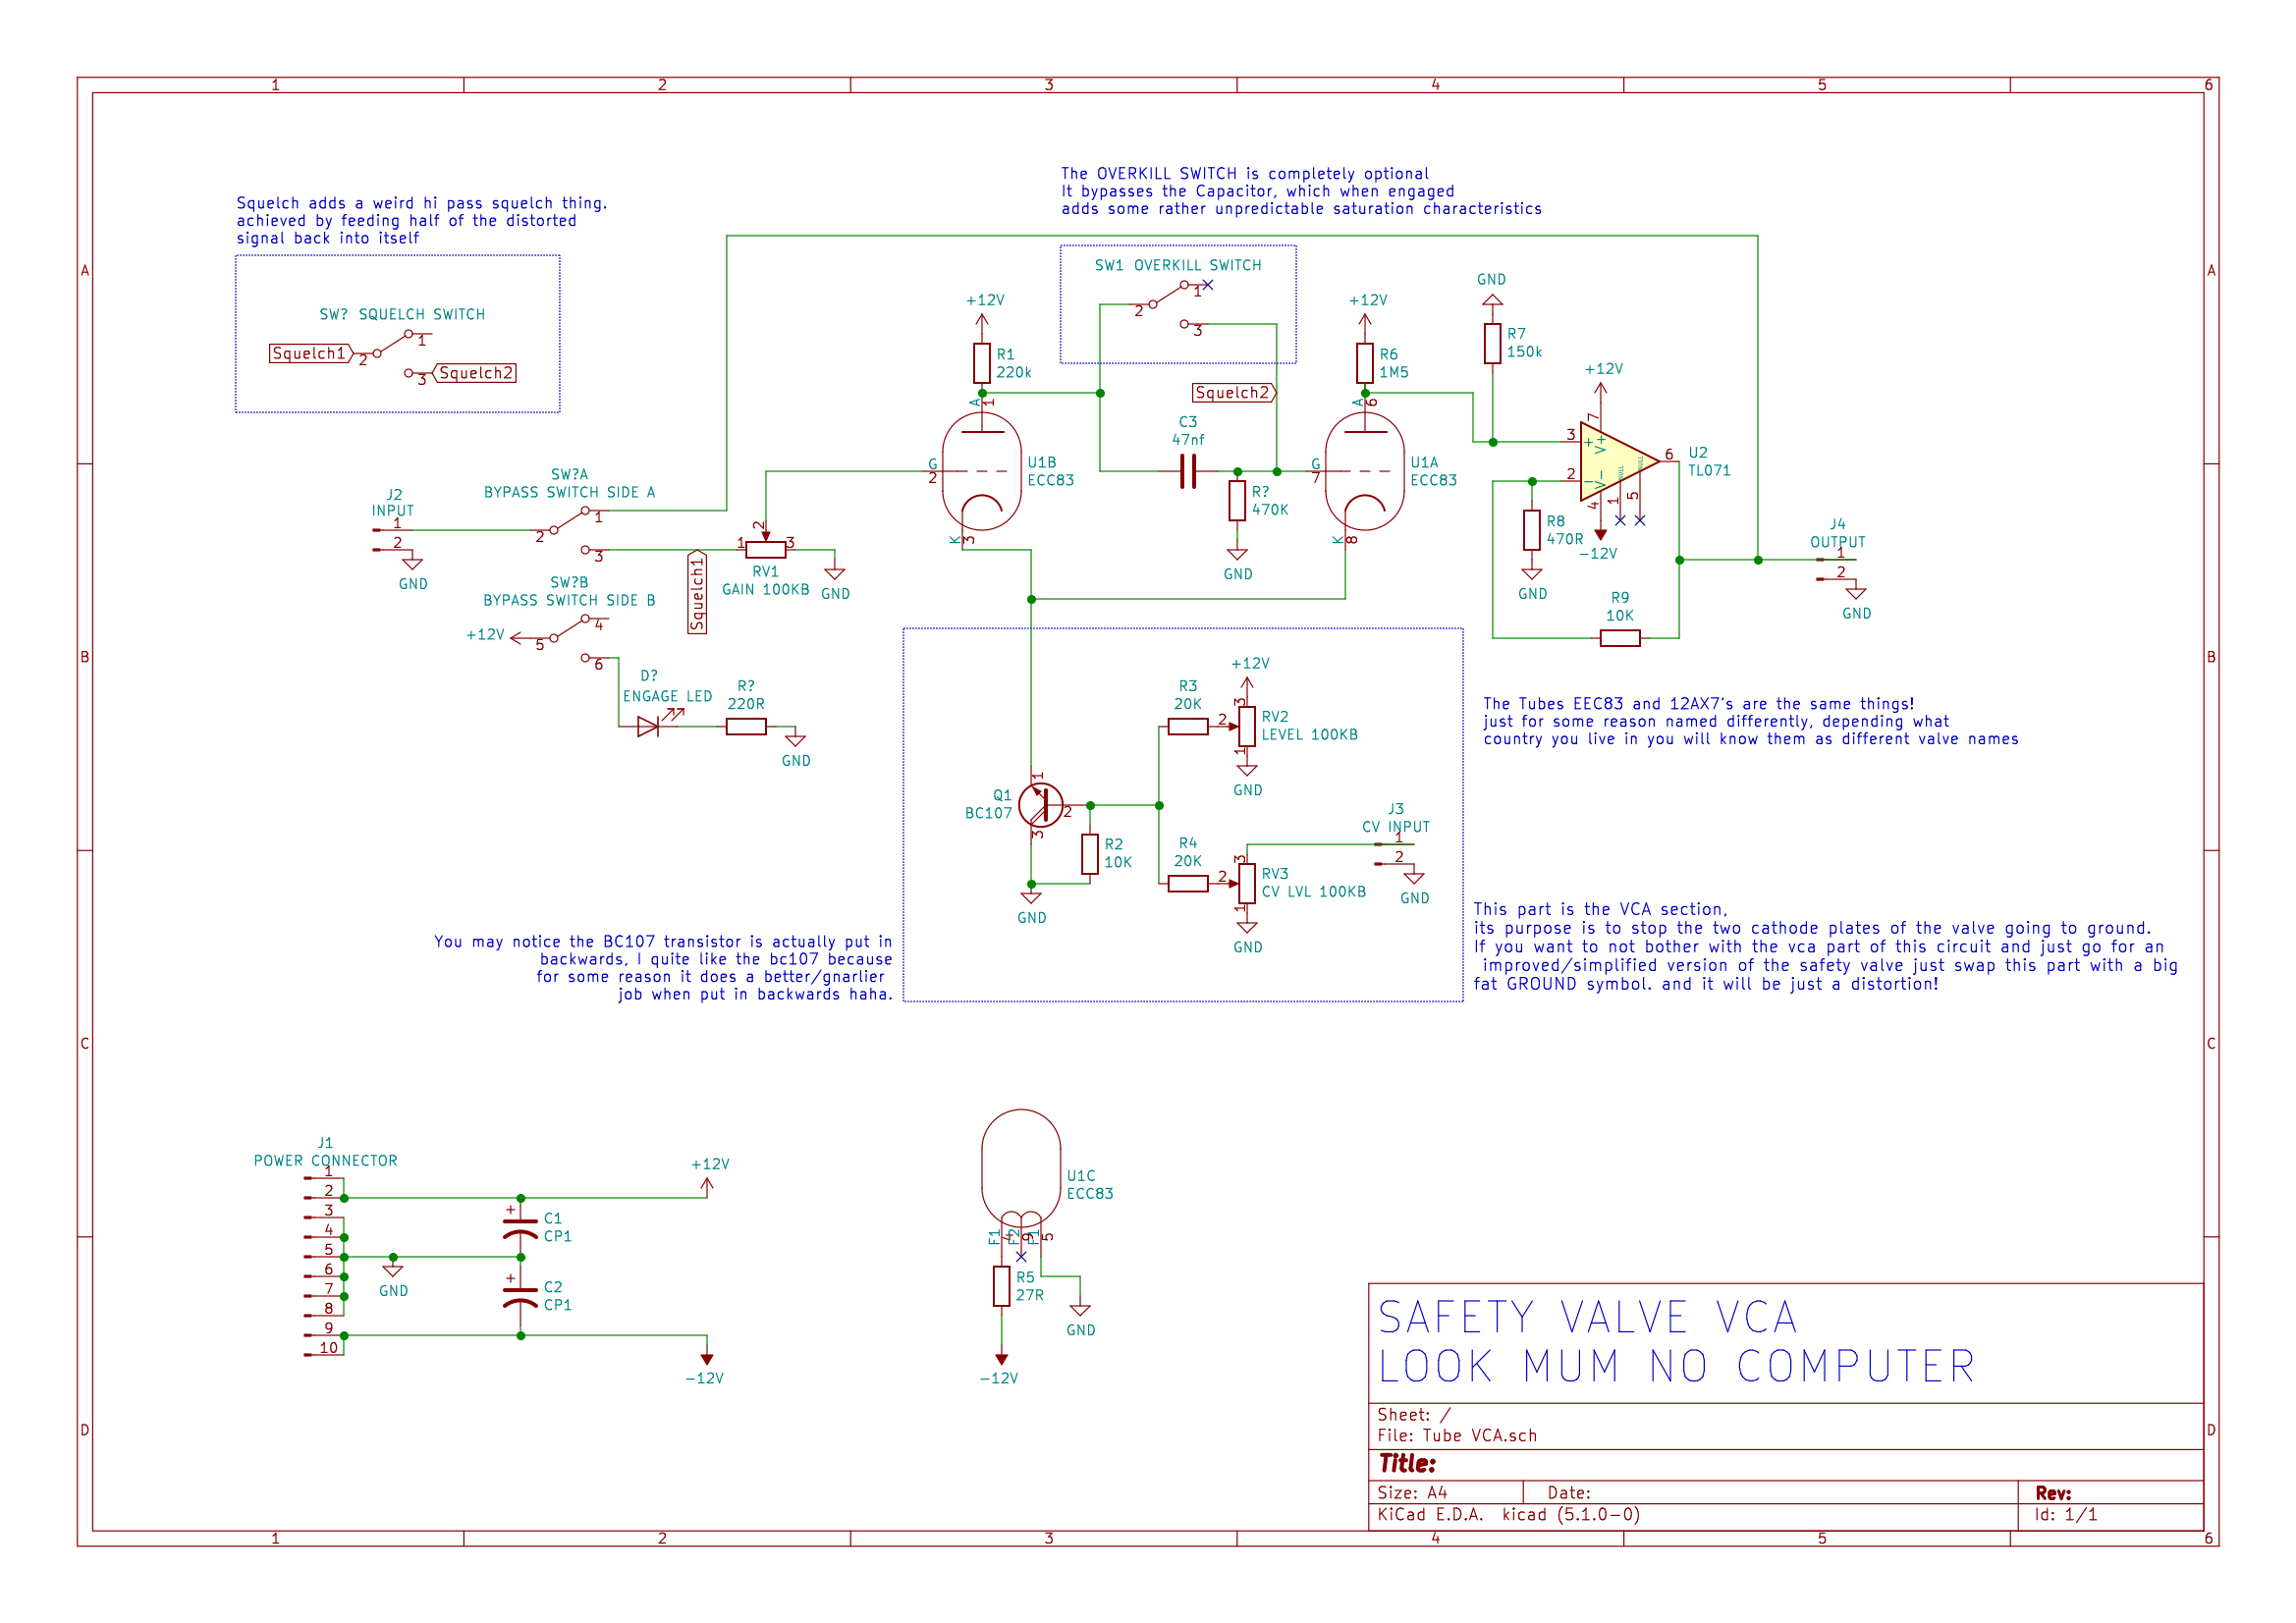 1 2 3 4 5 6
A
B
C
D
A
B
C
D
1 2 3 4 5 6
Squelch adds a weird hi pass squelch thing.
achieved by feeding half of the distorted
signal back into itself
SW? SQUELCH SWITCH
Squelch1 2
1
3 Squelch2
The OVERKILL SWITCH is completely optional
It bypasses the Capacitor, which when engaged
adds some rather unpredictable saturation characteristics
SW1 OVERKILL SWITCH
1
2
3
J2
INPUT
1
2
GND
SW?A
BYPASS SWITCH SIDE A
1
2
3
SW?B
BYPASS SWITCH SIDE B
+12V
4
5
6
D?
ENGAGE LED
R?
220R
GND
Squelch1
1 2 3
RV1
GAIN 100KB
GND
+12V
R1
220k
A 1
G
2
K 3
U1B
ECC83
C3
47nf
Squelch2
R?
470K
GND
+12V
R6
1M5
A 6
G
7
K 8
U1A
ECC83
GND
R7
150k
+12V
7
3
2
6
+
-
V+
V-
4
1
5
U2
TL071
-12V
R8
470R
GND
R9
10K
J4
OUTPUT
1
2
GND
The Tubes EEC83 and 12AX7's are the same things!
just for some reason named differently, depending what
country you live in you will know them as different valve names
+12V
3
2
1
RV2
LEVEL 100KB
GND
R3
20K
Q1
BC107
1
2
3
R2
10K
GND
R4
20K
3
2
1
RV3
CV LVL 100KB
GND
J3
CV INPUT
1
2
GND
You may notice the BC107 transistor is actually put in
backwards, I quite like the bc107 because
for some reason it does a better/gnarlier
job when put in backwards haha.
This part is the VCA section,
its purpose is to stop the two cathode plates of the valve going to ground.
If you want to not bother with the vca part of this circuit and just go for an
improved/simplified version of the safety valve just swap this part with a big
fat GROUND symbol. and it will be just a distortion!
J1
POWER CONNECTOR
1
2
3
4
5
6
7
8
9
10
GND
+
C1
CP1
+
C2
CP1
+12V
-12V
U1C
ECC83
F1 4
F2 9
F1 5
R5
27R
-12V
GND
SAFETY VALVE VCA
LOOK MUM NO COMPUTER
Sheet: /
File: Tube VCA.sch
Title:
Size: A4 Date: Rev:
KiCad E.D.A. kicad (5.1.0-0) Id: 1/1